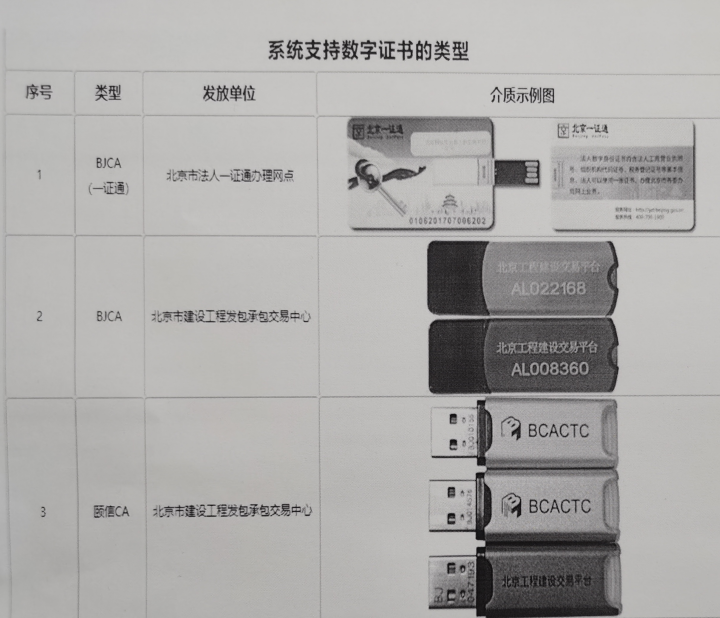 系统支持数字证书的类型
序号 类型 发放单位 介质示例图
1 BJCA
(一证通) 北京市法人一证通办理网点
北京一证通
0106201707006202
北京一证通
2 BJCA 北京市建设工程发包承包交易中心
北京工程建设交易平台
AL022168
北京工程建设交易平台
AL008360
3 颐信CA 北京市建设工程发包承包交易中心
BCACTC
BCACTC
北京工程建设交易平台
BJ
047193